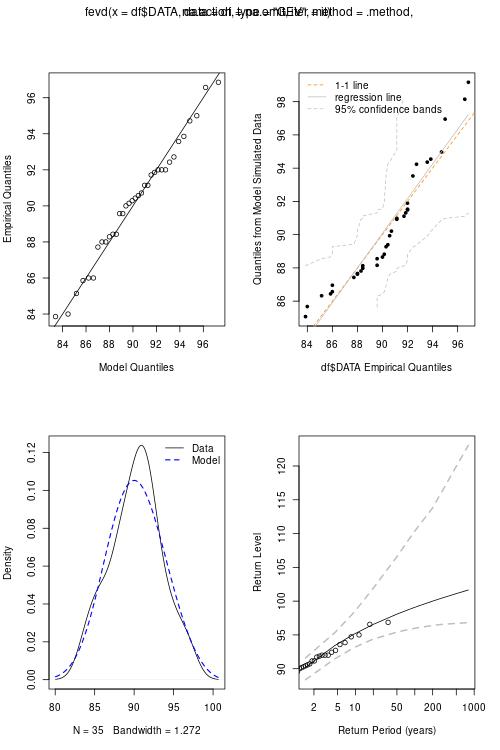 fevd(x = df$DATA, data = df, type = "GEV", method = .method,
84 86 88 90 92 94 96
84 86 88 90 92 94 96
Model Quantiles
Empirical Quantiles
1-1 line
regression line
95% confidence bands
86 88 90 92 94 96 98
84 86 88 90 92 94 96
df$DATA Empirical Quantiles
Quantiles from Model Simulated Data
Data
Model
0.00 0.02 0.04 0.06 0.08 0.10 0.12
80 85 90 95 100
N = 35 Bandwidth = 1.272
Density
90 95 100 105 110 115 120
2 5 10 50 200 1000
Return Period (years)
Return Level